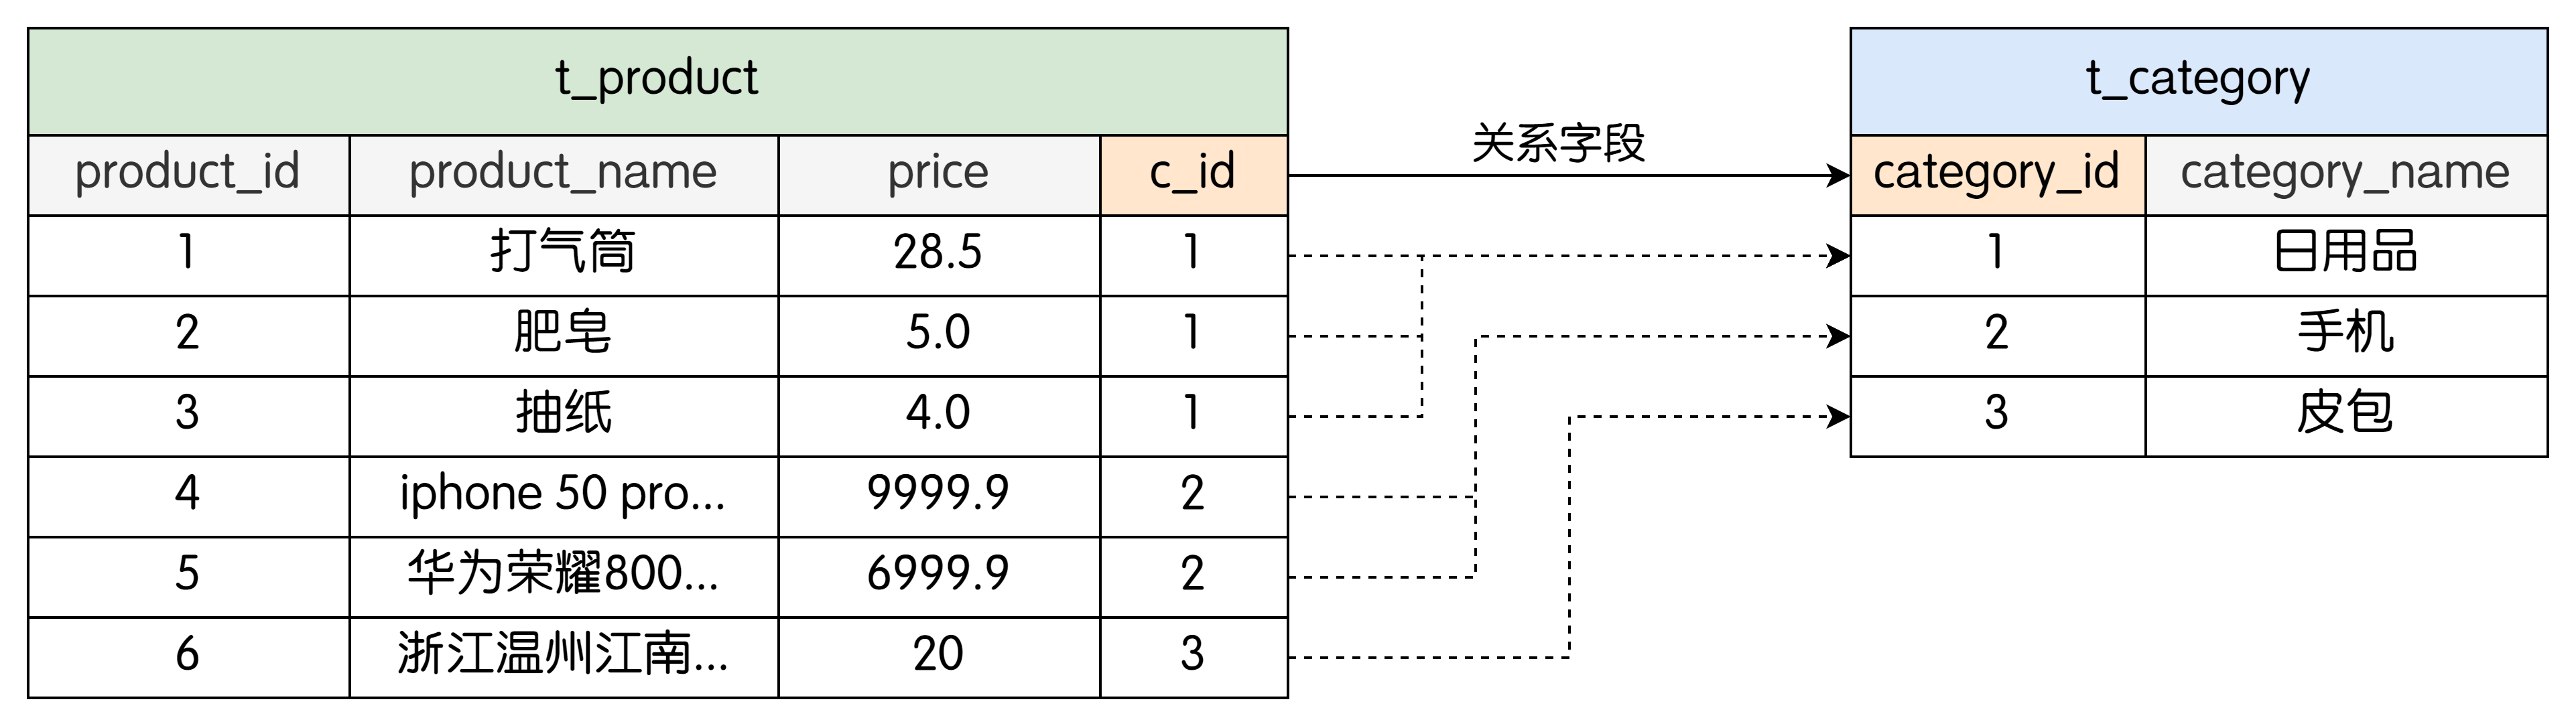 t_product
t_category
关系字段
product_id product_name price c_id
category_id category_name
1 打气筒 28.5 1
1 日用品
2 肥皂 5.0 1
2 手机
3 抽纸 4.0 1
3 皮包
4 iphone 50 pro... 9999.9 2
5 华为荣耀800... 6999.9 2
6 浙江温州江南... 20 3